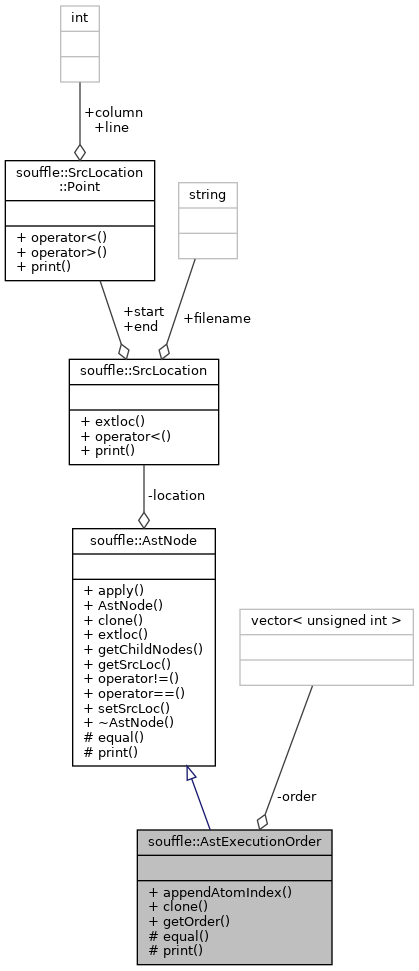 int
+column
+line
souffle::SrcLocation
::Point
+ operator<()
+ operator>()
+ print()
string
+start
+end
+filename
souffle::SrcLocation
+ extloc()
+ operator<()
+ print()
-location
souffle::AstNode
+ apply()
+ AstNode()
+ clone()
+ extloc()
+ getChildNodes()
+ getSrcLoc()
+ operator!=()
+ operator==()
+ setSrcLoc()
+ ~AstNode()
# equal()
# print()
vector< unsigned int >
-order
souffle::AstExecutionOrder
+ appendAtomIndex()
+ clone()
+ getOrder()
# equal()
# print()